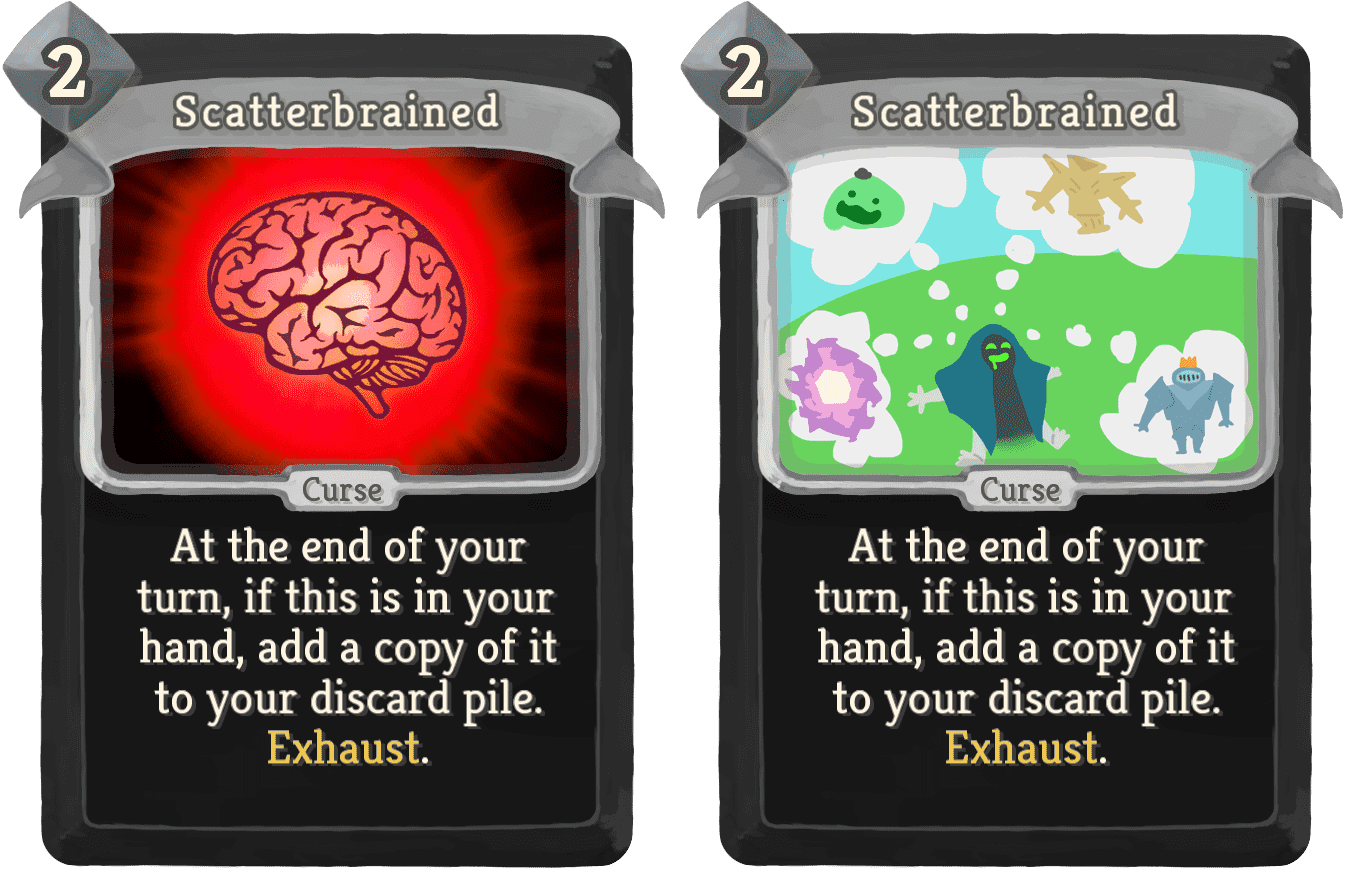 2
Scatterbrained
Curse
At the end of your
turn, if this is in your
hand, add a copy of it
to your discard pile.
Exhaust.
2
Scatterbrained
Curse
At the end of your
turn, if this is in your
hand, add a copy of it
to your discard pile.
Exhaust.